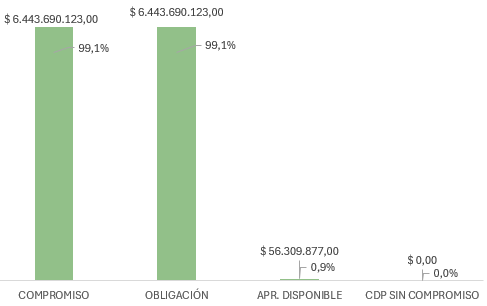 $ 6.443.690.123,00
99,1%
$ 6.443.690.123,00
99,1%
$ 56.309.877,00
0,9%
$ 0,00
0,0%
COMPROMISO
OBLIGACIÓN
APR. DISPONIBLE
CDP SIN COMPROMISO